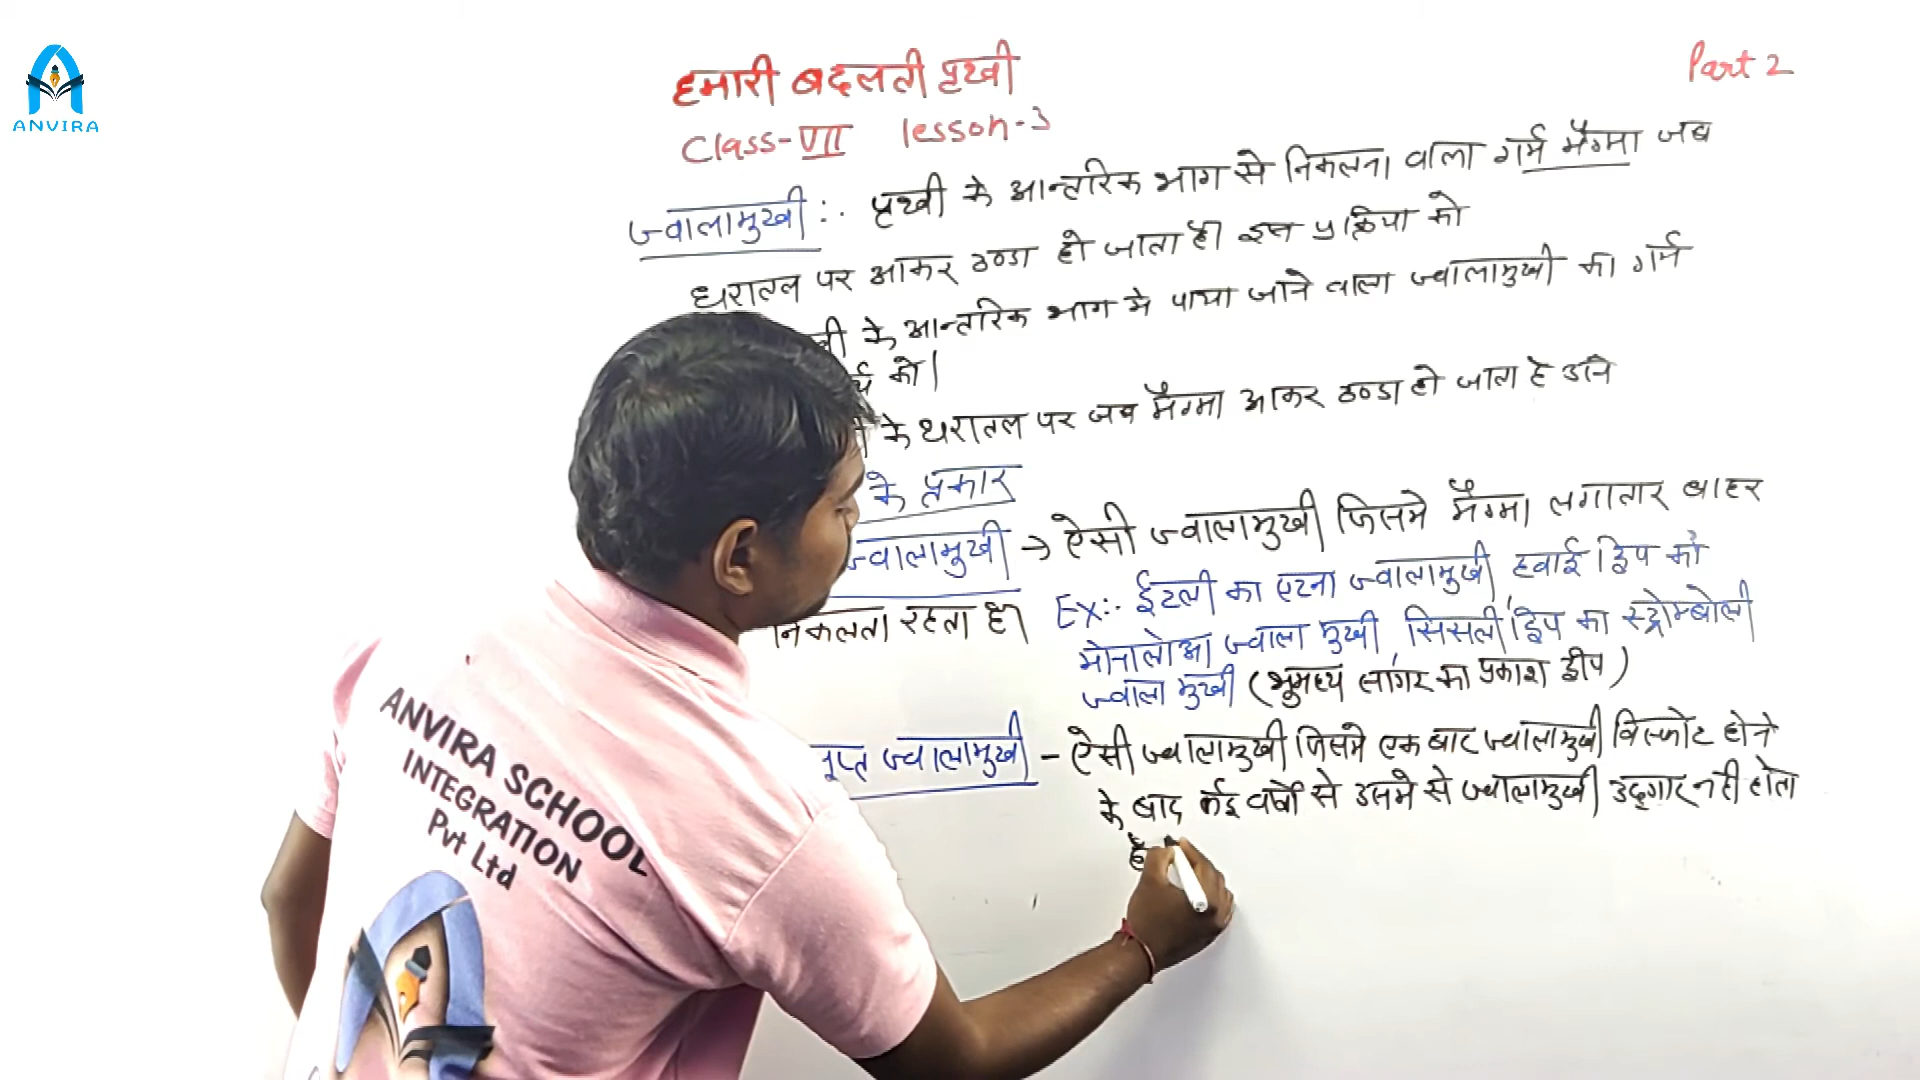 ANVIRA
हमारी बदलती पृथ्वी
Part 2
Class-VII lesson-3
ज्वालामुखी :- पृथ्वी के आन्तरिक भाग से निकलना वाला गर्म मैग्मा जब
धरातल पर आकर ठण्डा हो जाता है। इस प्रक्रिया को
के आन्तरिक भाग मे पाया जाने वाला ज्वालामुखी का गर्म
को।
के धरातल पर जब मैग्मा आकर ठण्डा हो जाता है उसे
के प्रकार
ज्वालामुखी → ऐसी ज्वालामुखी जिसमे मैग्मा लगातार बाहर
निकलता रहता है।
Ex:- ईटली का एटना ज्वालामुखी, हवाई द्विप को
मोनालोआ ज्वाला मुखी, सिसली द्विप का स्ट्रोम्बोली
ज्वाला मुखी (भूमध्य सागर का प्रकाश द्वीप)
ज्वालामुखी - ऐसी ज्वालामुखी जिसमे एक बार ज्वालामुखी विस्फोट होने
के बाद कई वर्षो से उसमे से ज्वालामुखी उद्गार नही होता
है
ANVIRA SCHOOL
INTEGRATION
Pvt Ltd